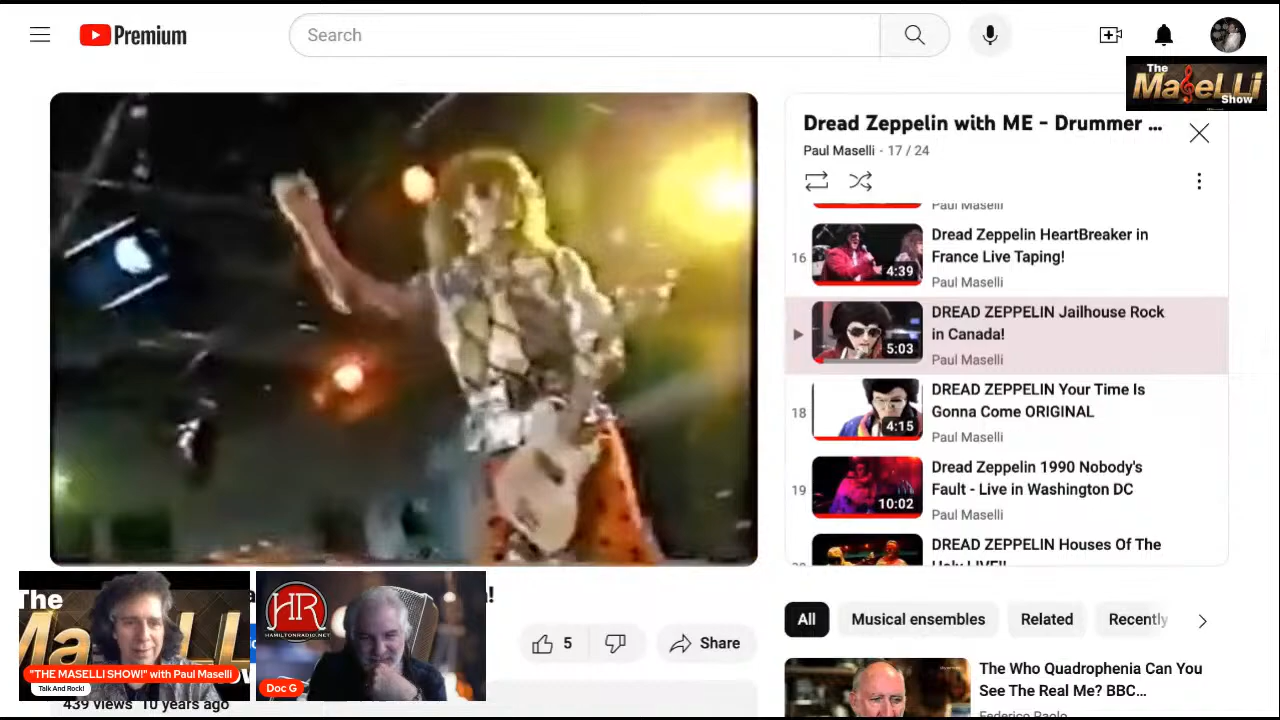 Premium
Search
The
MaSeLLi
Show
Dread Zeppelin with ME - Drummer ...
Paul Maselli - 17 / 24
Paul Maselli
16
Dread Zeppelin HeartBreaker in
France Live Taping!
4:39
Paul Maselli
DREAD ZEPPELIN Jailhouse Rock
in Canada!
5:03
Paul Maselli
18
DREAD ZEPPELIN Your Time Is
Gonna Come ORIGINAL
4:15
Paul Maselli
19
Dread Zeppelin 1990 Nobody's
Fault - Live in Washington DC
10:02
Paul Maselli
DREAD ZEPPELIN Houses Of The
Holy LIVE!!
The
"THE MASELLI SHOW!" with Paul Maselli
Talk And Rock!
HR
HAMILTONRADIO.NET
Doc G
5
Share
439 views 10 years ago
All
Musical ensembles
Related
Recently
The Who Quadrophenia Can You
See The Real Me? BBC...
Federico Paolo